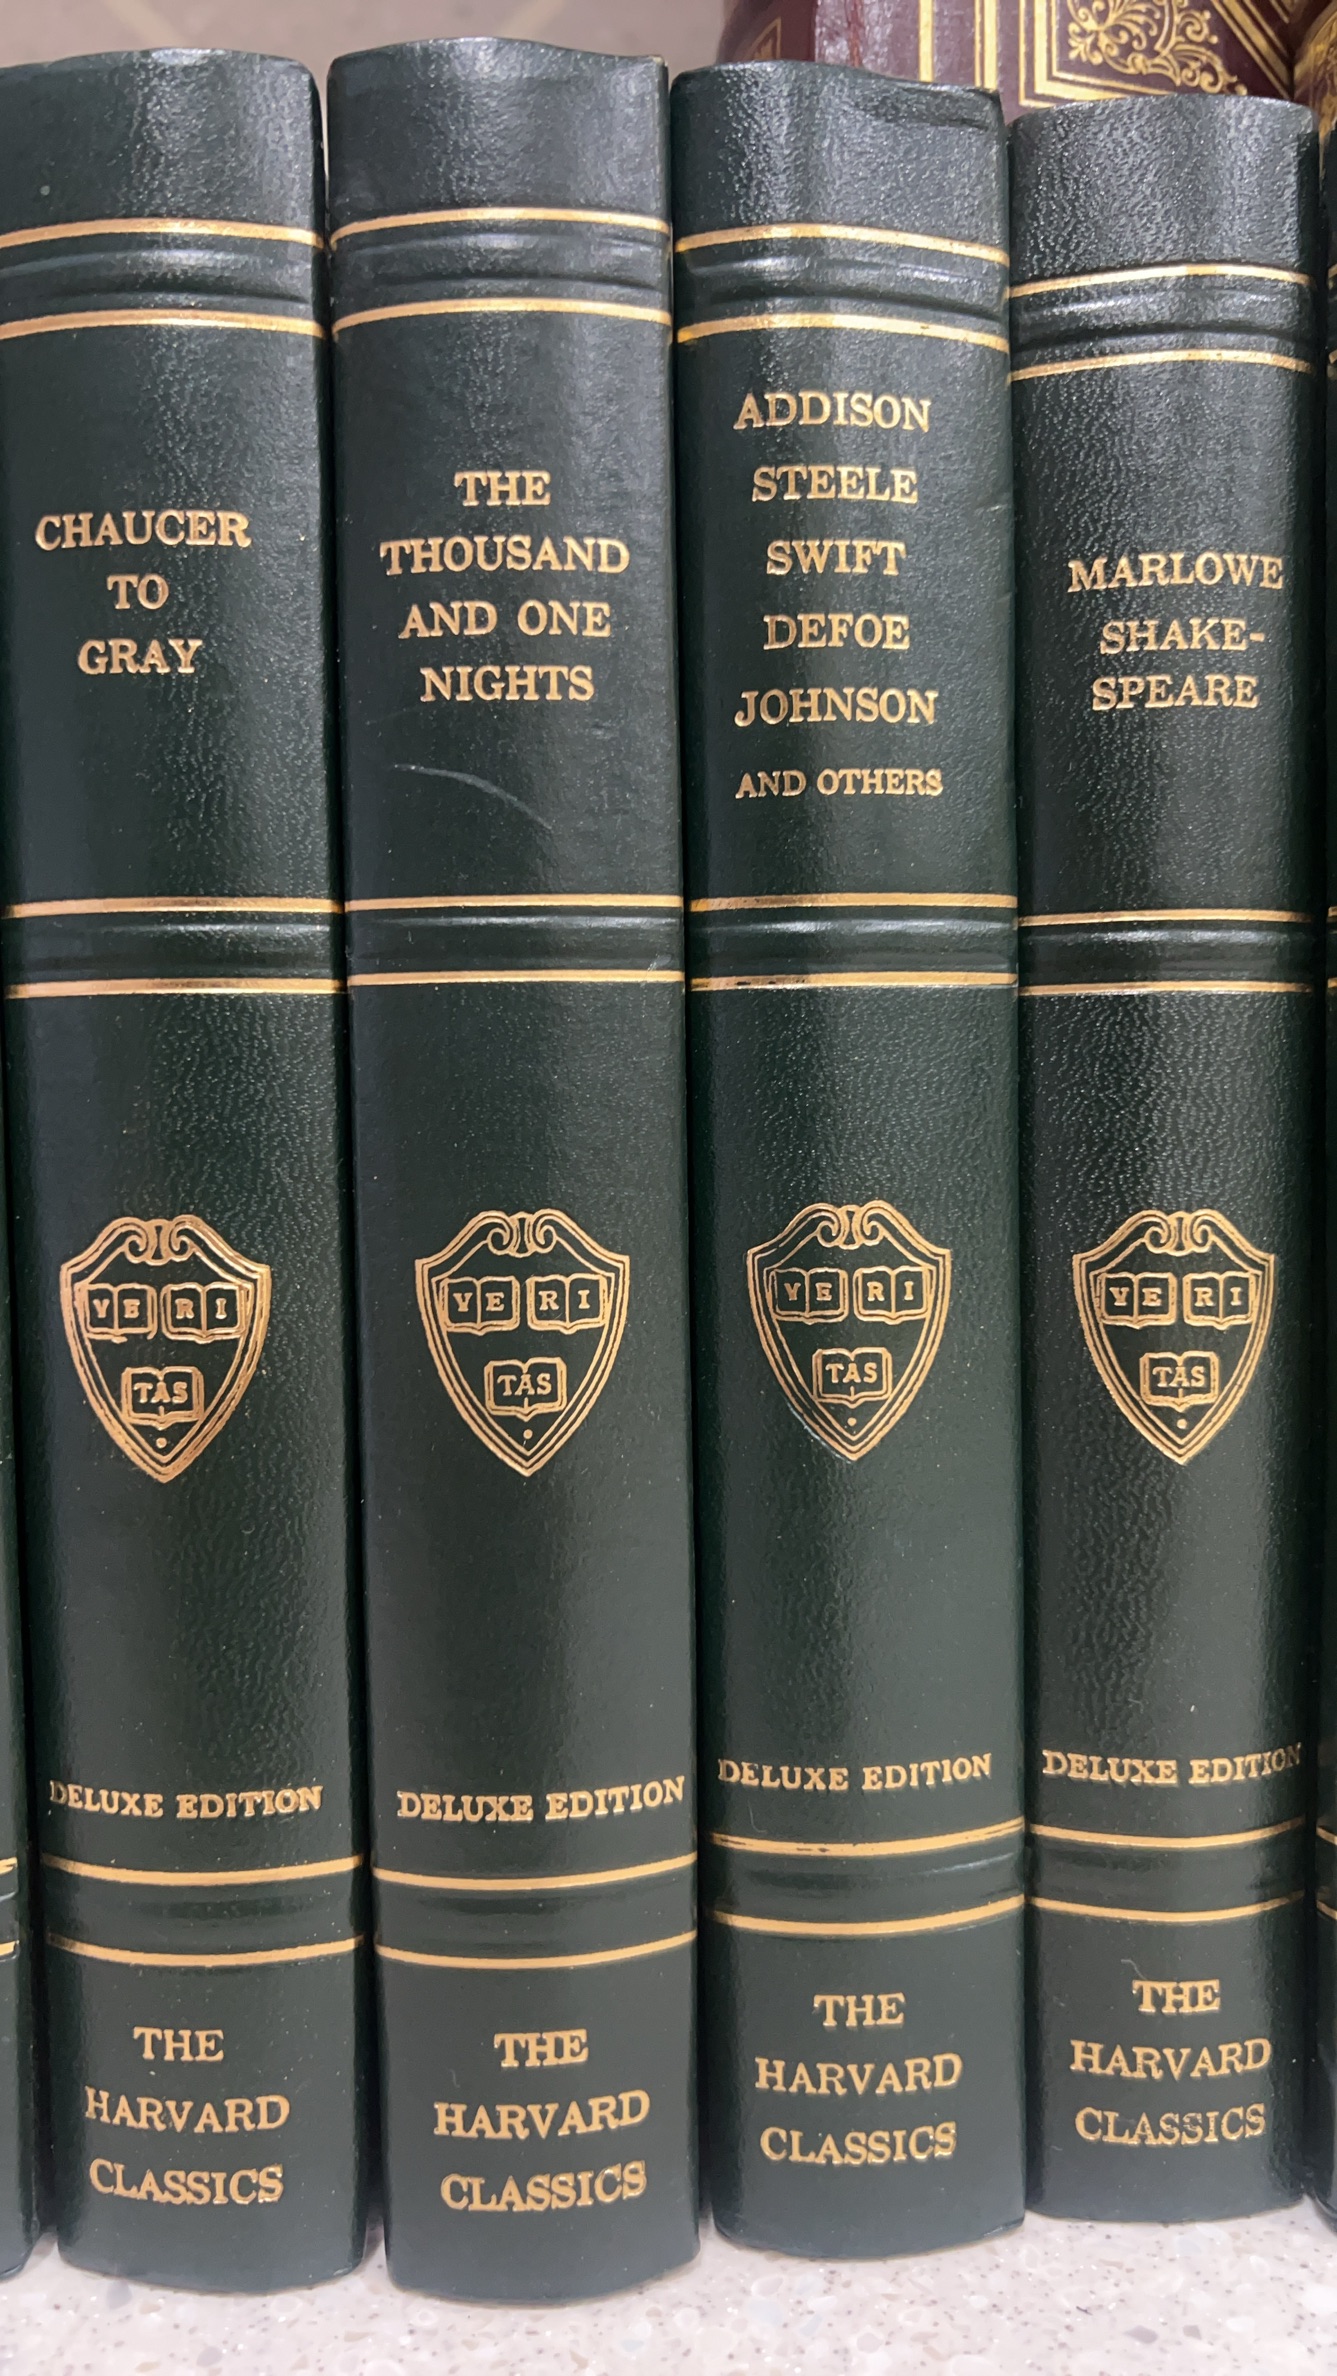 CHAUCER
TO
GRAY
VE RI
TAS
DELUXE EDITION
THE
HARVARD
CLASSICS
THE
THOUSAND
AND ONE
NIGHTS
VE RI
TAS
DELUXE EDITION
THE
HARVARD
CLASSICS
ADDISON
STEELE
SWIFT
DEFOE
JOHNSON
AND OTHERS
VE RI
TAS
DELUXE EDITION
THE
HARVARD
CLASSICS
MARLOWE
SHAKE-
SPEARE
VE RI
TAS
DELUXE EDITION
THE
HARVARD
CLASSICS